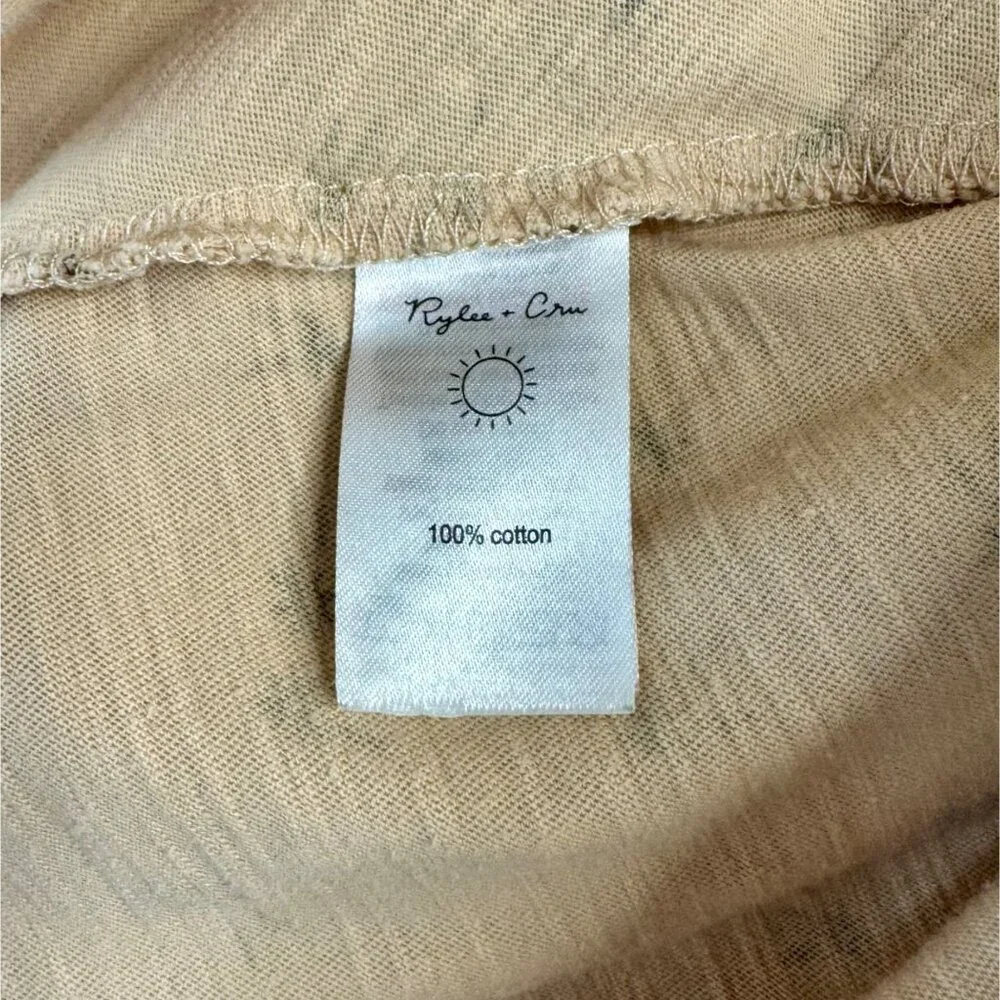 Rylee + Cru
100% cotton